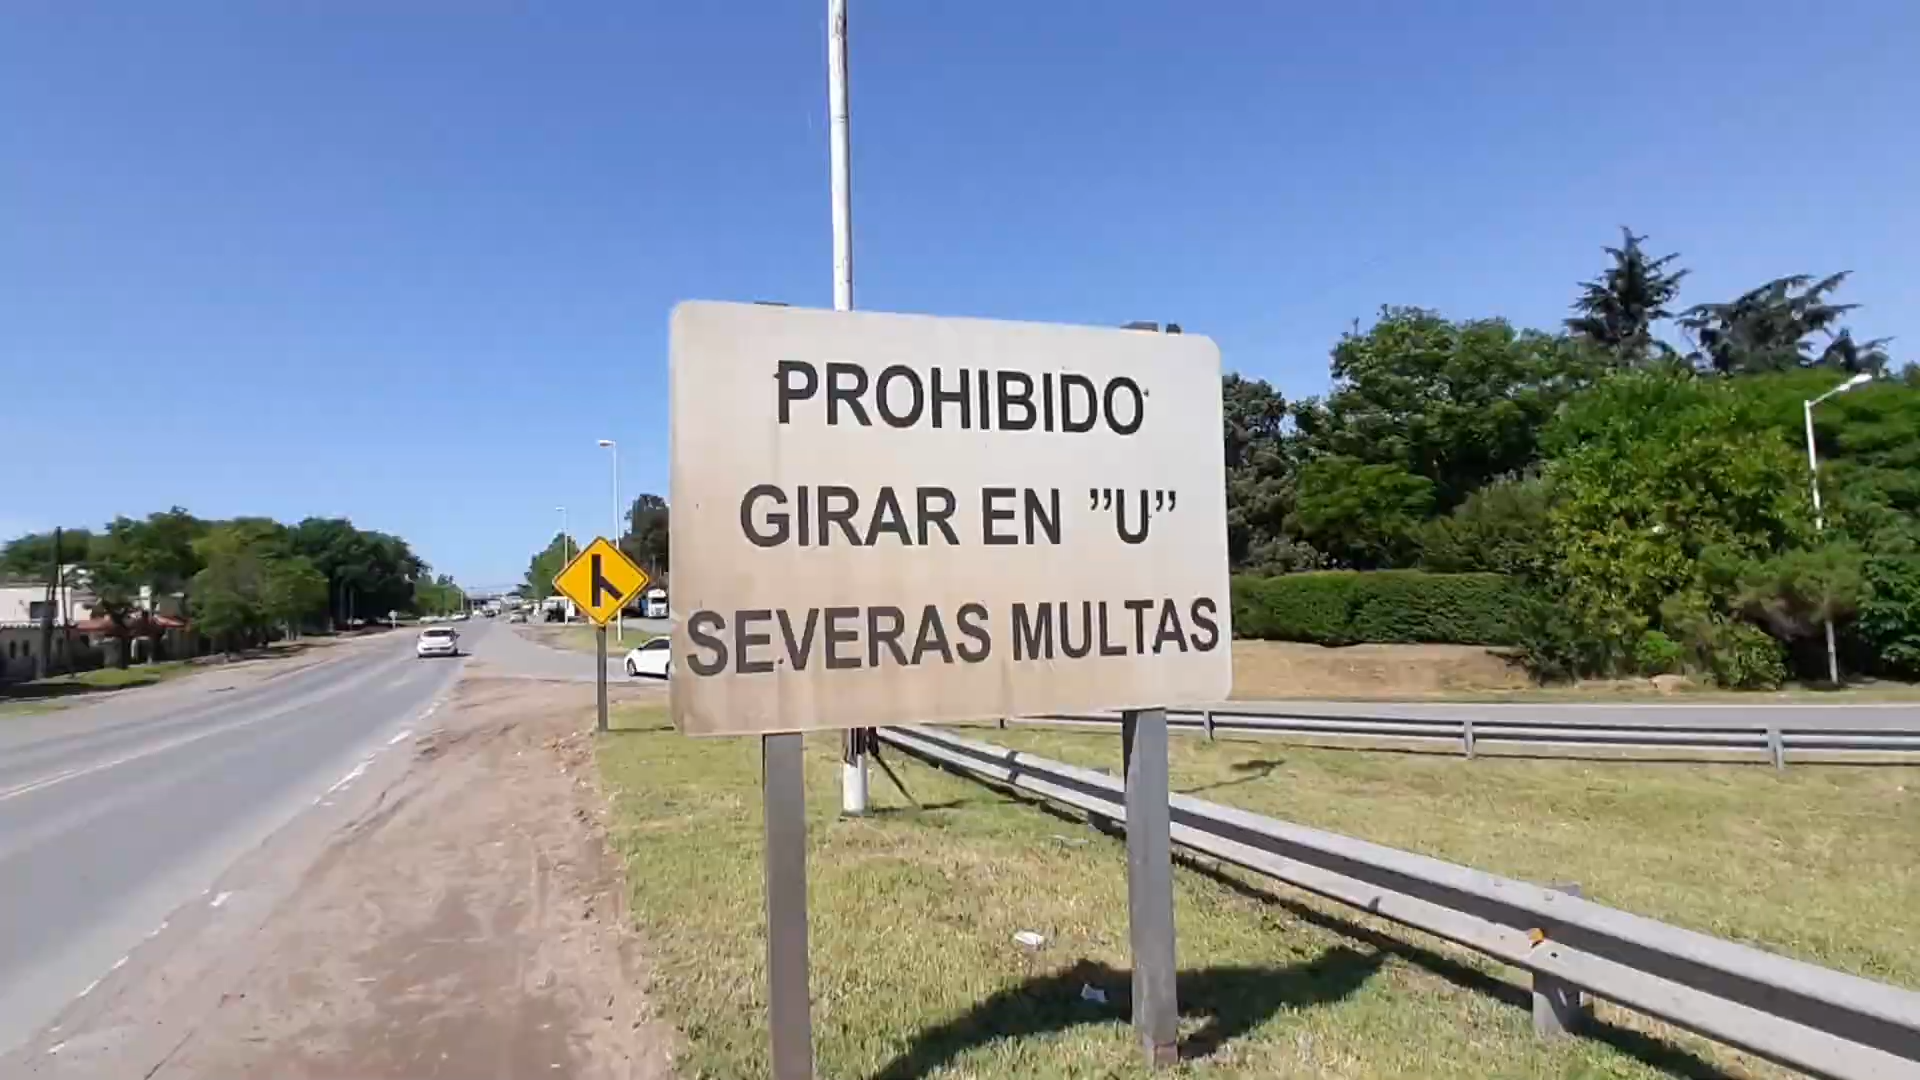 PROHIBIDO
GIRAR EN ”U”
SEVERAS MULTAS